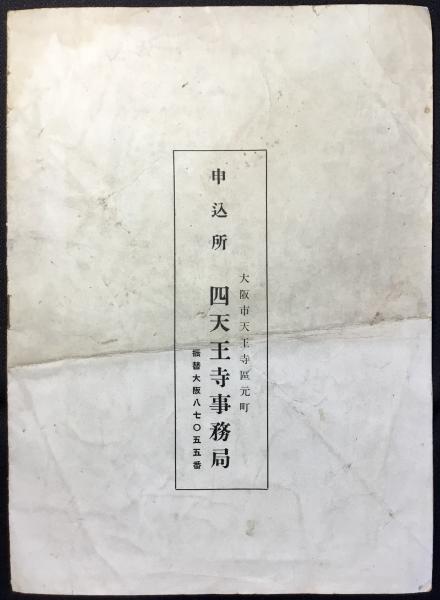 大阪市天王寺區元町
申込所 四天王寺事務局
振替大阪八七〇五五番